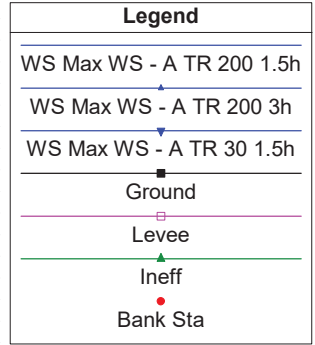 Legend
WS Max WS - A TR 200 1.5h
WS Max WS - A TR 200 3h
WS Max WS - A TR 30 1.5h
Ground
Levee
Ineff
Bank Sta